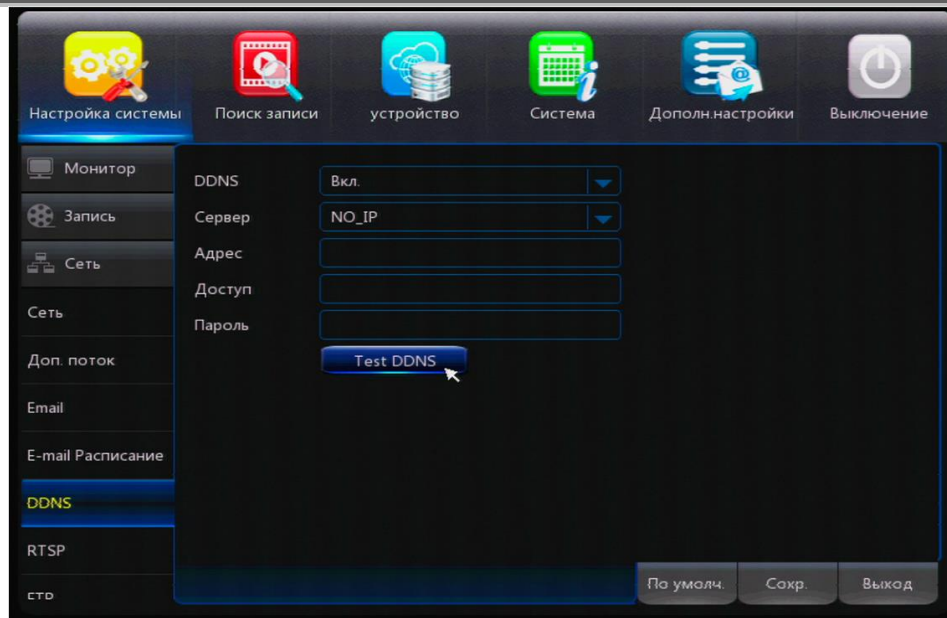 Настройка системы
Поиск записи
устройство
Система
Дополн.настройки
Выключение
Монитор
Запись
Сеть
Сеть
Доп. поток
Email
E-mail Расписание
DDNS
RTSP
FTP
DDNS
Вкл.
Сервер
NO_IP
Адрес
Доступ
Пароль
Test DDNS
По умолч.
Сохр.
Выход